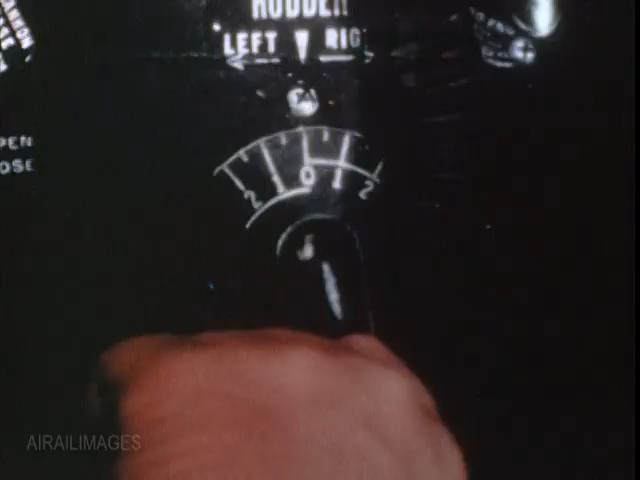 RUDDER
LEFT RIG
PEN
OSE
2 1 0 1 2
AIRAILIMAGES